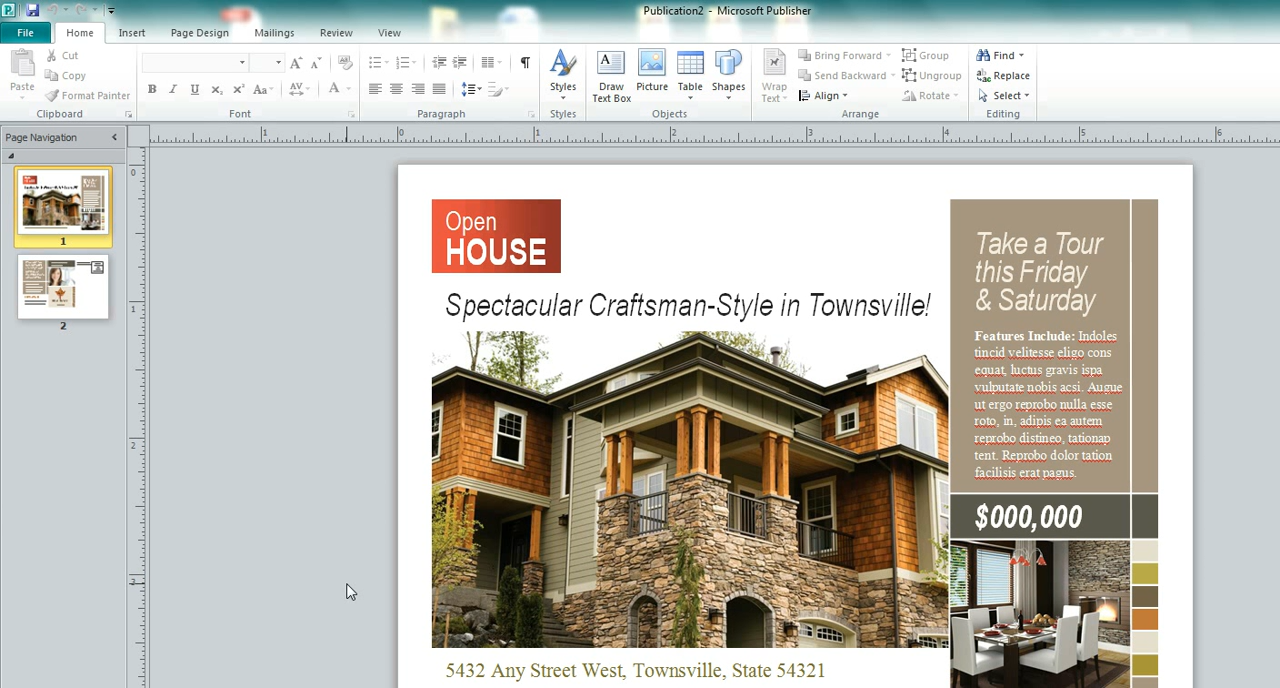 Publication2 - Microsoft Publisher
File Home Insert Page Design Mailings Review View
Paste
Cut
Copy
Format Painter
Clipboard
Font
Paragraph
Styles
Styles
Draw
Text Box
Picture
Table
Shapes
Objects
Wrap
Text
Bring Forward
Send Backward
Align
Group
Ungroup
Rotate
Arrange
Find
Replace
Select
Editing
Page Navigation
1
2
Open
HOUSE
Spectacular Craftsman-Style in Townsville!
5432 Any Street West, Townsville, State 54321
Take a Tour
this Friday
& Saturday
Features Include: Indoles
tincid velitesse eligo cons
equat, luctus gravis ispa
vulputate nobis acsi. Augue
ut ergo reprobo nulla esse
roto, in, adipis ea autem
reprobo distineo, tationap
tent. Reprobo dolor tation
facilisis erat pagus.
$000,000